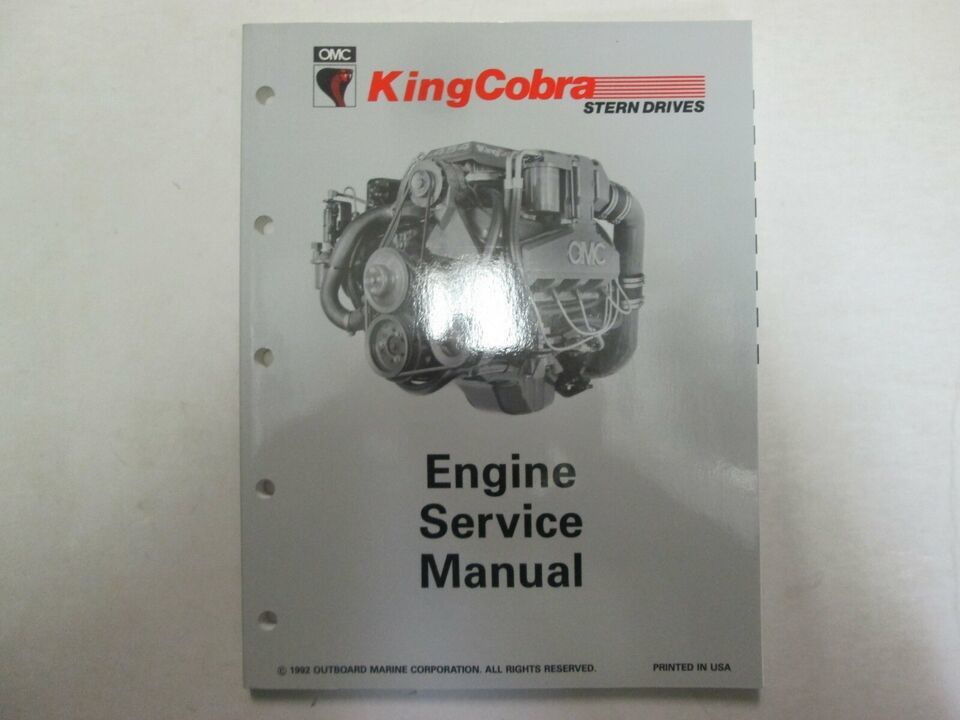 OMC
KingCobra
STERN DRIVES
OMC
Engine
Service
Manual
© 1992 OUTBOARD MARINE CORPORATION. ALL RIGHTS RESERVED.
PRINTED IN USA